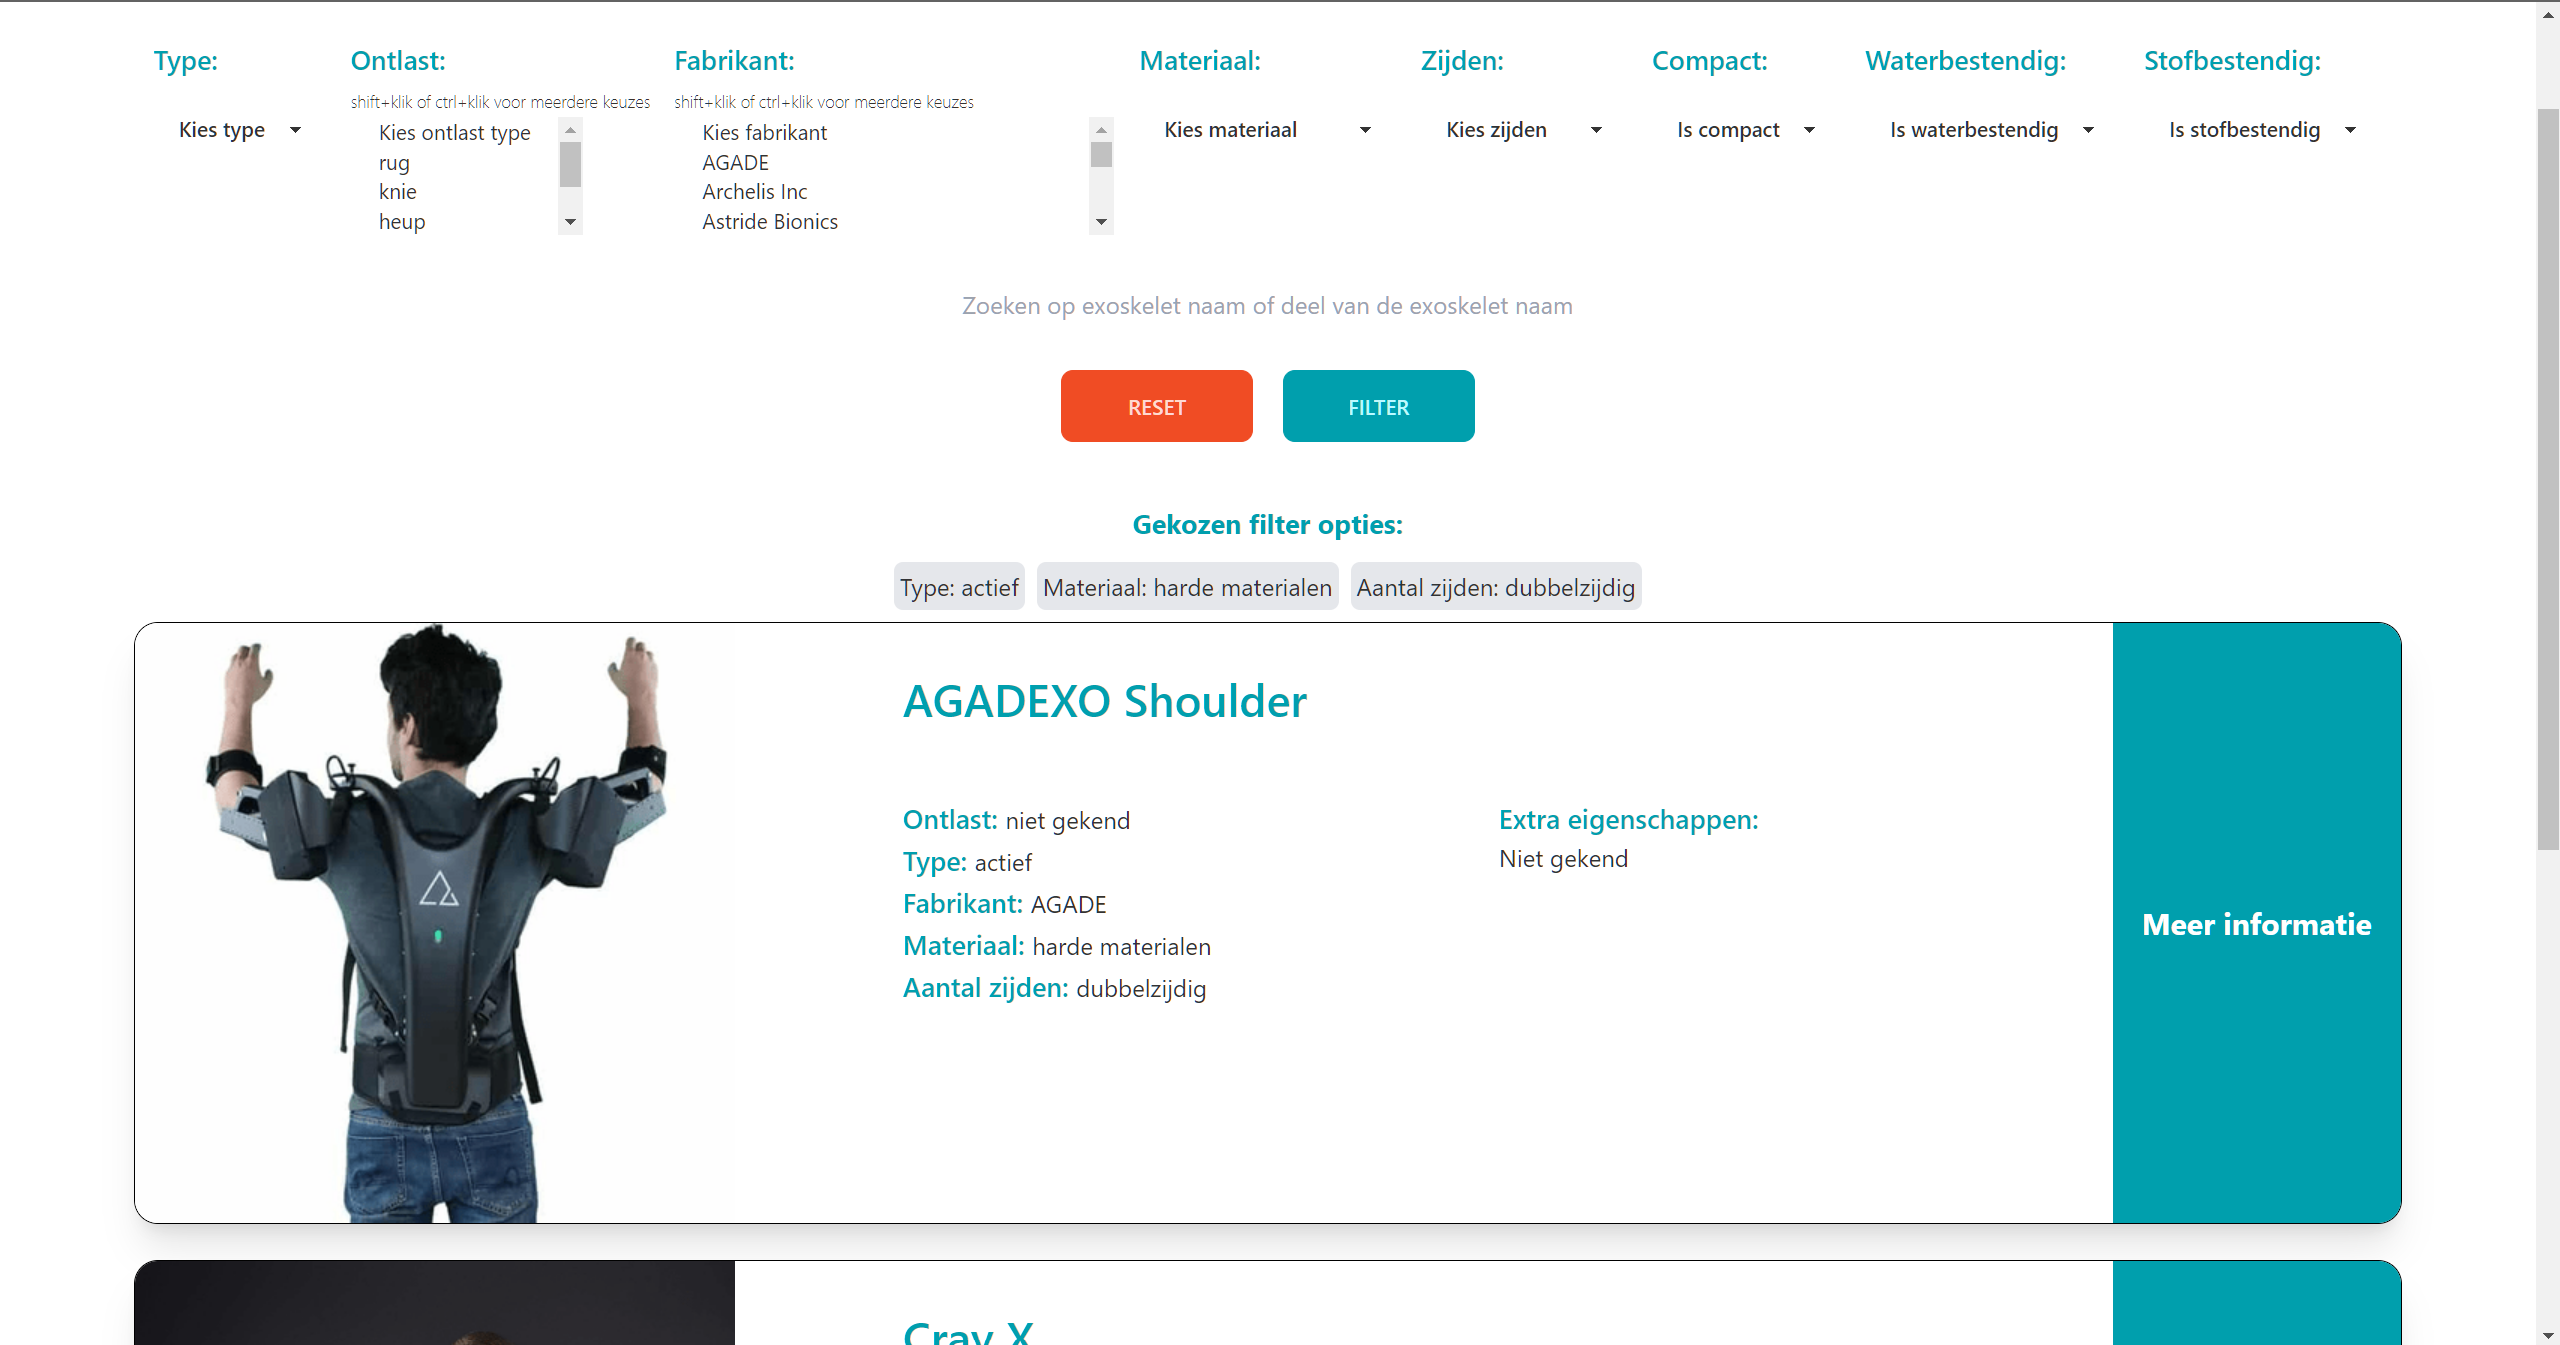 Type: Ontlast: Fabrikant: Materiaal: Zijden: Compact: Waterbestendig: Stofbestendig:
shift+klik of ctrl+klik voor meerdere keuzes shift+klik of ctrl+klik voor meerdere keuzes
Kies type Kies ontlast type Kies fabrikant Kies materiaal Kies zijden Is compact Is waterbestendig Is stofbestendig
rug AGADE
knie Archelis Inc
heup Astride Bionics
Zoeken op exoskelet naam of deel van de exoskelet naam
RESET FILTER
Gekozen filter opties:
Type: actief Materiaal: harde materialen Aantal zijden: dubbelzijdig
AGADEXO Shoulder
Ontlast: niet gekend
Type: actief
Fabrikant: AGADE
Materiaal: harde materialen
Aantal zijden: dubbelzijdig
Extra eigenschappen:
Niet gekend
Meer informatie
Cray X